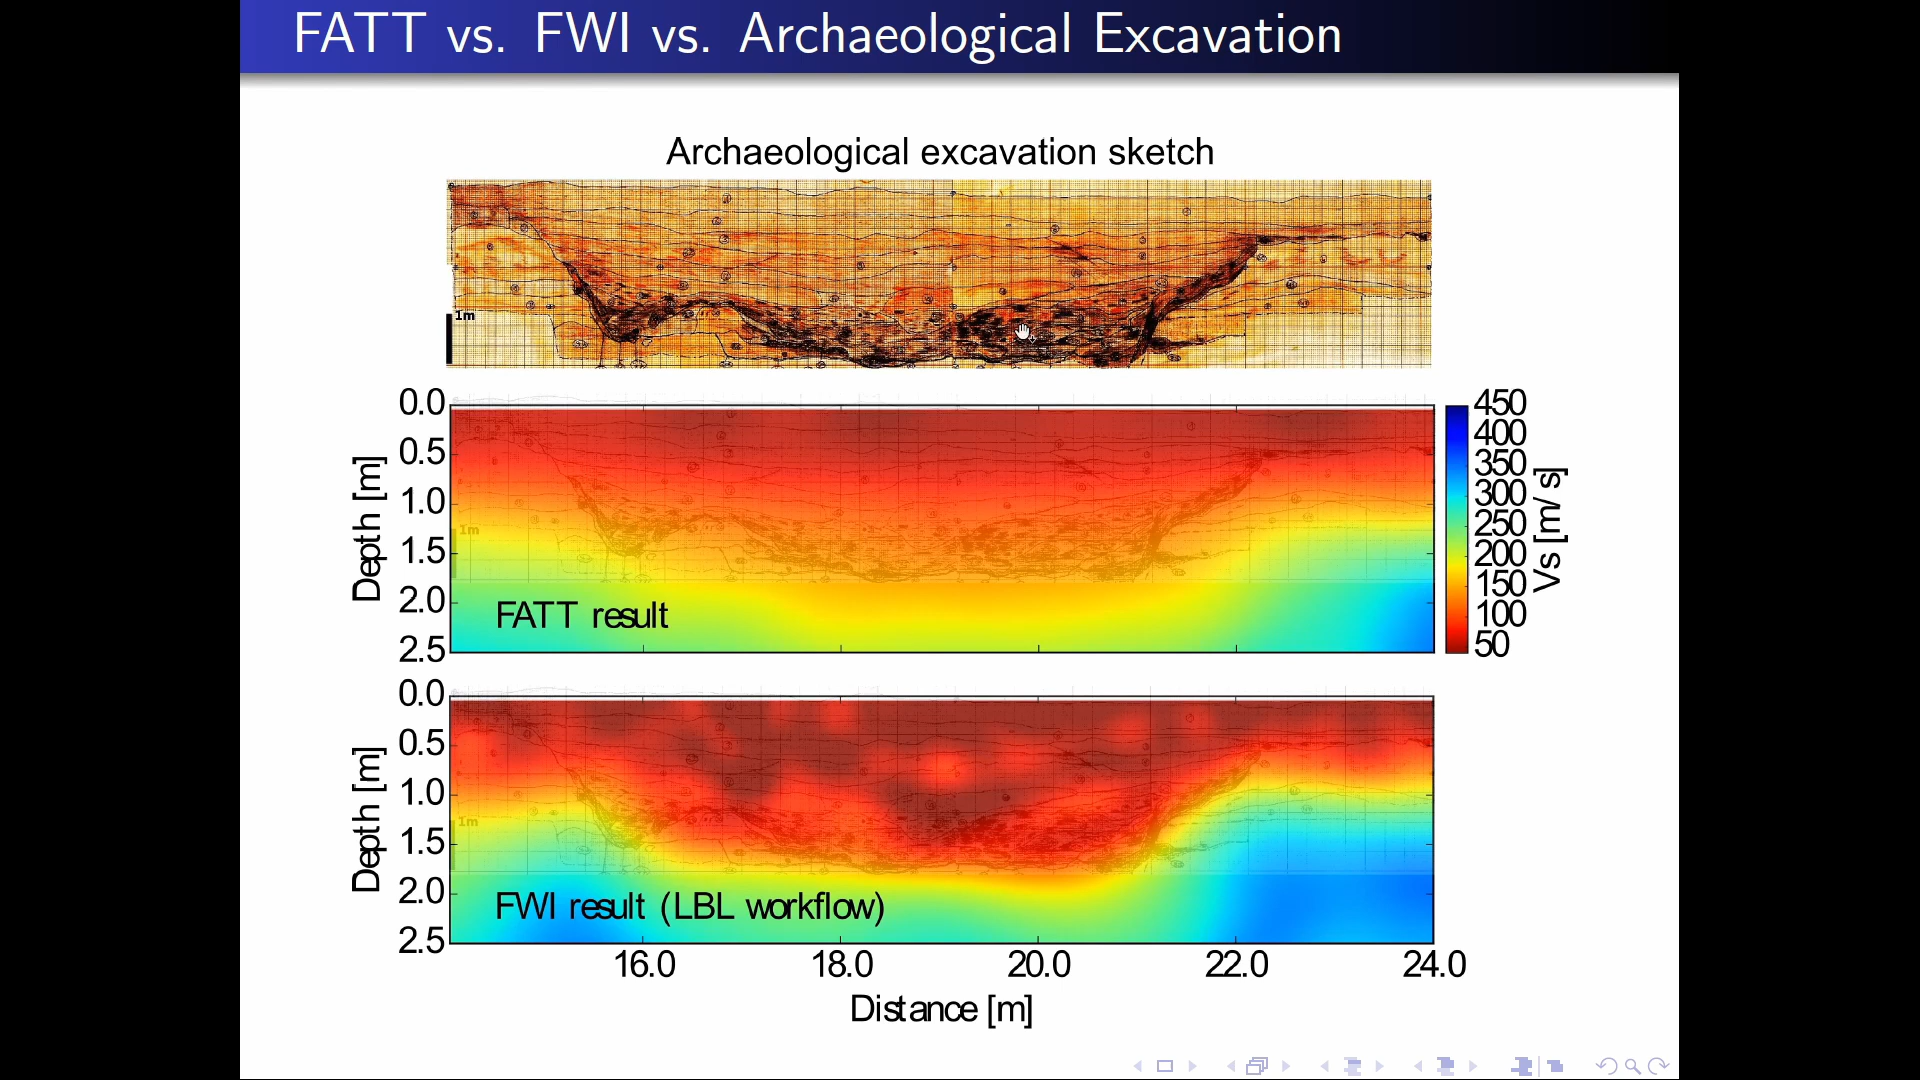 FATT vs. FWI vs. Archaeological Excavation
Archaeological excavation sketch
1m
0.0
0.5
1.0
1.5
2.0
2.5
Depth [m]
1m
FATT result
450
400
350
300
250
200
150
100
50
Vs [m/s]
0.0
0.5
1.0
1.5
2.0
2.5
Depth [m]
1m
FWI result (LBL workflow)
16.0 18.0 20.0 22.0 24.0
Distance [m]